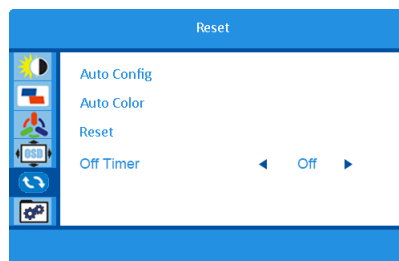 Reset
Auto Config
Auto Color
OSD
Reset
Off Timer ◀ Off ▶